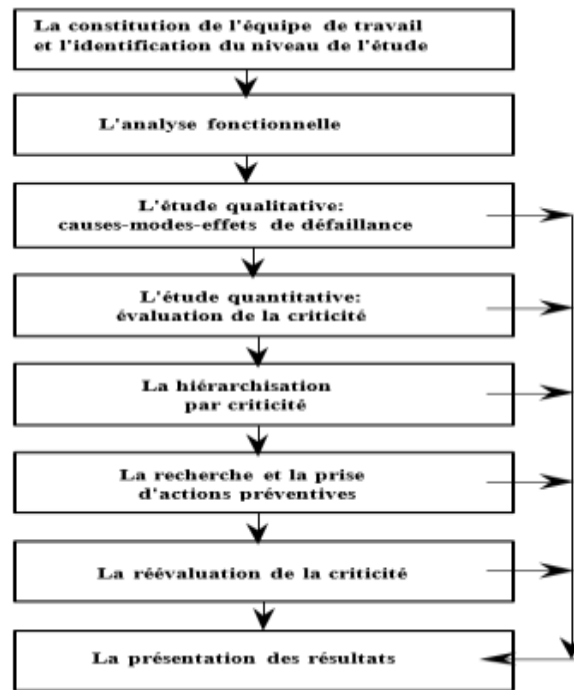 La constitution de l'équipe de travail
et l'identification du niveau de l'étude
L'analyse fonctionnelle
L'étude qualitative:
causes-modes-effets de défaillance
L'étude quantitative:
évaluation de la criticité
La hiérarchisation
par criticité
La recherche et la prise
d'actions préventives
La réévaluation de la criticité
La présentation des résultats